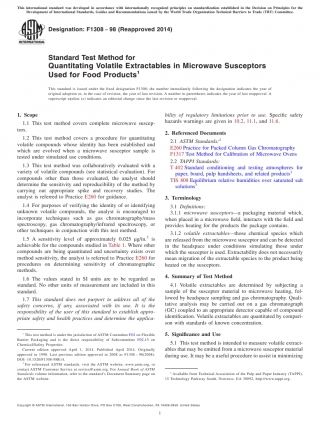 This international standard was developed in accordance with internationally recognized principles on standardization established in the Decision on Principles for the
Development of International Standards, Guides and Recommendations issued by the World Trade Organization Technical Barriers to Trade (TBT) Committee.
Designation: F1308 − 98 (Reapproved 2014)
INTERNATIONAL
Standard Test Method for
Quantitating Volatile Extractables in Microwave Susceptors
Used for Food Products¹
This standard is issued under the fixed designation F1308; the number immediately following the designation indicates the year of
original adoption or, in the case of revision, the year of last revision. A number in parentheses indicates the year of last reapproval. A
superscript epsilon (´) indicates an editorial change since the last revision or reapproval.
1. Scope
1.1 This test method covers complete microwave suscep-
tors.
1.2 This test method covers a procedure for quantitating
volatile compounds whose identity has been established and
which are evolved when a microwave susceptor sample is
tested under simulated use conditions.
1.3 This test method was collaboratively evaluated with a
variety of volatile compounds (see statistical evaluation). For
compounds other than those evaluated, the analyst should
determine the sensitivity and reproducibility of the method by
carrying out appropriate spike and recovery studies. The
analyst is referred to Practice E260 for guidance.
1.4 For purposes of verifying the identity of or identifying
unknown volatile compounds, the analyst is encouraged to
incorporate techniques such as gas chromatography/mass
spectroscopy, gas chromatography/infrared spectroscopy, or
other techniques in conjunction with this test method.
1.5 A sensitivity level of approximately 0.025 µg/in.² is
achievable for the compounds studied in Table 1. Where other
compounds are being quantitated and uncertainty exists over
method sensitivity, the analyst is referred to Practice E260 for
procedures on determining sensitivity of chromatographic
methods.
1.6 The values stated in SI units are to be regarded as
standard. No other units of measurement are included in this
standard.
1.7 This standard does not purport to address all of the
safety concerns, if any, associated with its use. It is the
responsibility of the user of this standard to establish appro-
priate safety and health practices and determine the applica-
¹ This test method is under the jurisdiction of ASTM Committee F02 on Flexible
Barrier Packaging and is the direct responsibility of Subcommittee F02.15 on
Chemical/Safety Properties.
Current edition approved April 1, 2014. Published April 2014. Originally
approved in 1990. Last previous edition approved in 2008 as F1308 – 98(2008).
DOI: 10.1520/F1308-98R14.
² For referenced ASTM standards, visit the ASTM website, www.astm.org, or
contact ASTM Customer Service at service@astm.org. For Annual Book of ASTM
Standards volume information, refer to the standard's Document Summary page on
the ASTM website.
bility of regulatory limitations prior to use. Specific safety
hazards warnings are given in 10.2, 11.1, and 11.6.
2. Referenced Documents
2.1 ASTM Standards:²
E260 Practice for Packed Column Gas Chromatography
F1317 Test Method for Calibration of Microwave Ovens
2.2 TAPPI Standards:
T 402 Standard conditioning and testing atmospheres for
paper, board, pulp handsheets, and related products³
TIS 808 Equilibrium relative humidities over saturated salt
solutions³
3. Terminology
3.1 Definitions:
3.1.1 microwave susceptors—a packaging material which,
when placed in a microwave field, interacts with the field and
provides heating for the products the package contains.
3.1.2 volatile extractables—those chemical species which
are released from the microwave susceptor and can be detected
in the headspace under conditions simulating those under
which the susceptor is used. Extractability does not necessarily
mean migration of the extractable species to the product being
heated on the susceptors.
4. Summary of Test Method
4.1 Volatile extractables are determined by subjecting a
sample of the susceptor material to microwave heating, fol-
lowed by headspace sampling and gas chromatography. Quali-
tative analysis may be carried out on a gas chromatograph
(GC) coupled to an appropriate detector capable of compound
identification. Volatile extractables are quantitated by compari-
son with standards of known concentration.
5. Significance and Use
5.1 This test method is intended to measure volatile extract-
ables that may be emitted from a microwave susceptor material
during use. It may be a useful procedure to assist in minimizing
³ Available from Technical Association of the Pulp and Paper Industry (TAPPI),
15 Technology Parkway South, Norcross, GA 30092, http://www.tappi.org.
Copyright © ASTM International, 100 Barr Harbor Drive, PO Box C700, West Conshohocken, PA 19428-2959. United States
1